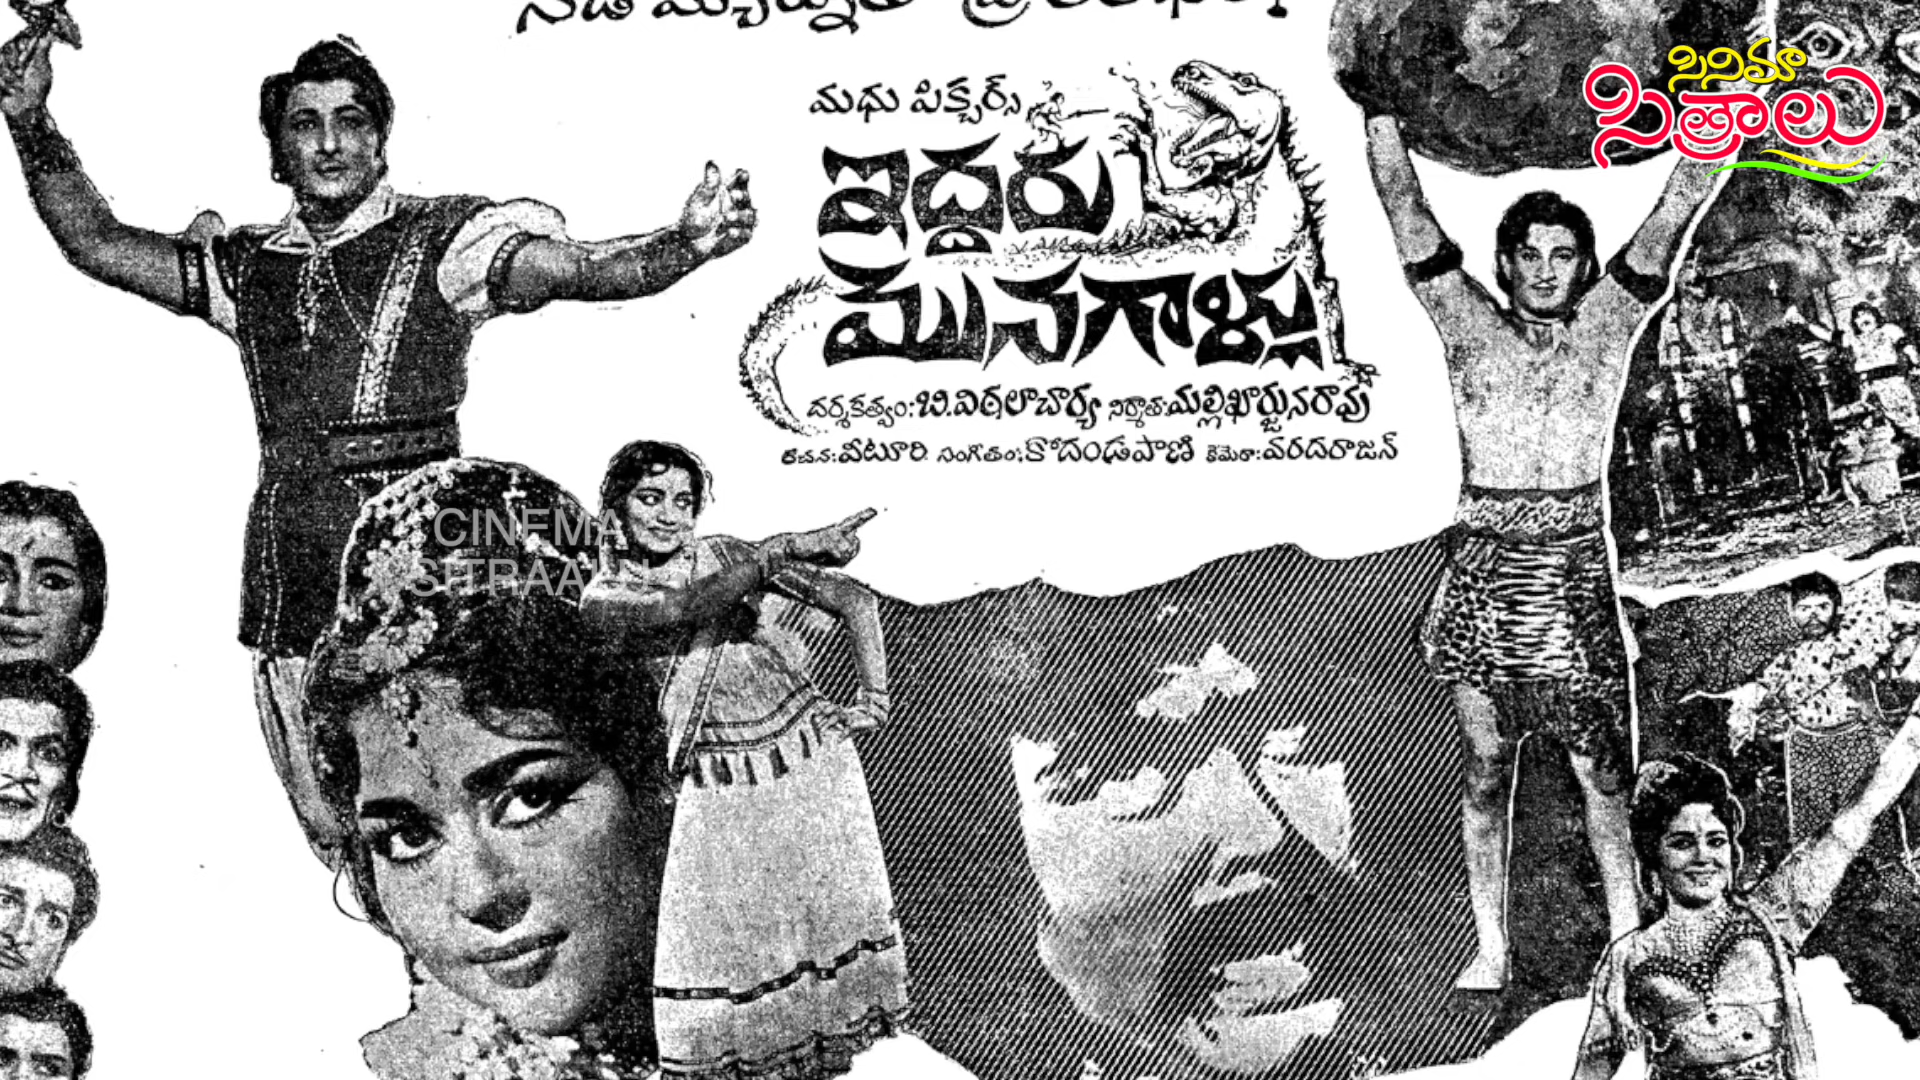 మధు పిక్చర్స్
ఇద్దరు
మొనగాళ్లు
దర్శకత్వం: బి.విఠలాచార్య నిర్మాత: మల్లిఖార్జునరావు
రచన: వీటూరి సంగీతం: కోదండపాణి కెమెరా: వరదరాజన్
సినిమా
సిత్రాలు
CINEMA
SITRAALU